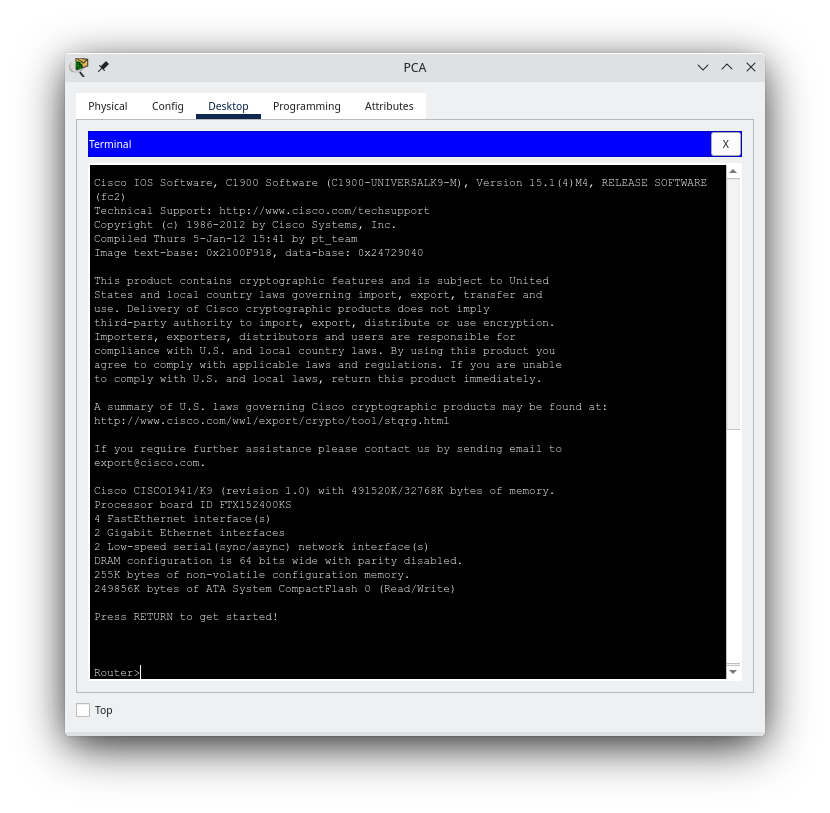 PCA
Physical Config Desktop Programming Attributes
Terminal X
Cisco IOS Software, C1900 Software (C1900-UNIVERSALK9-M), Version 15.1(4)M4, RELEASE SOFTWARE
(fc2)
Technical Support: http://www.cisco.com/techsupport
Copyright (c) 1986-2012 by Cisco Systems, Inc.
Compiled Thurs 5-Jan-12 15:41 by pt_team
Image text-base: 0x2100F918, data-base: 0x24729040
This product contains cryptographic features and is subject to United
States and local country laws governing import, export, transfer and
use. Delivery of Cisco cryptographic products does not imply
third-party authority to import, export, distribute or use encryption.
Importers, exporters, distributors and users are responsible for
compliance with U.S. and local country laws. By using this product you
agree to comply with applicable laws and regulations. If you are unable
to comply with U.S. and local laws, return this product immediately.
A summary of U.S. laws governing Cisco cryptographic products may be found at:
http://www.cisco.com/wwl/export/crypto/tool/stqrg.html
If you require further assistance please contact us by sending email to
export@cisco.com.
Cisco CISCO1941/K9 (revision 1.0) with 491520K/32768K bytes of memory.
Processor board ID FTX152400KS
4 FastEthernet interface(s)
2 Gigabit Ethernet interfaces
2 Low-speed serial(sync/async) network interface(s)
DRAM configuration is 64 bits wide with parity disabled.
255K bytes of non-volatile configuration memory.
249856K bytes of ATA System CompactFlash 0 (Read/Write)
Press RETURN to get started!
Router>
Top